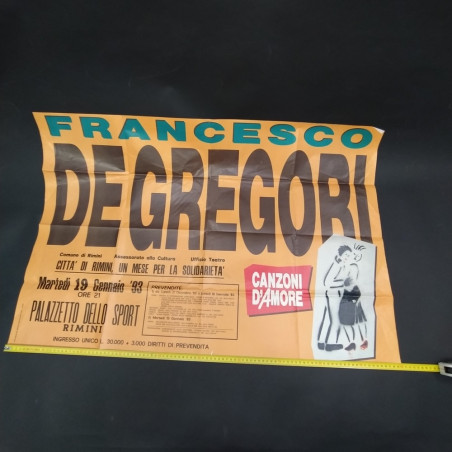 FRANCESCO
DE GREGORI
Comune di Rimini Assessorato alla Cultura Ufficio Teatro
CITTA' DI RIMINI, UN MESE PER LA SOLIDARIETA'
Martedì 19 Gennaio '93
ORE 21
PALAZZETTO DELLO SPORT
RIMINI
PREVENDITE:
CANZONI
D'AMORE
INGRESSO UNICO L. 30.000 + 3.000 DIRITTI DI PREVENDITA